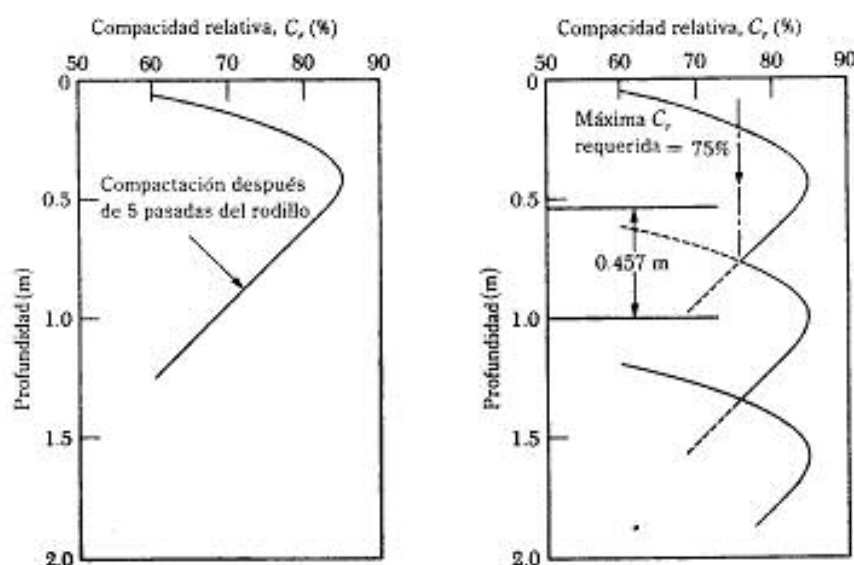 Compacidad relativa, Cr (%)
50 60 70 80 90
0
0.5
1.0
1.5
2.0
Profundidad (m)
Compactación después
de 5 pasadas del rodillo
Compacidad relativa, Cr (%)
50 60 70 80 90
0
0.5
1.0
1.5
2.0
Profundidad (m)
Máxima Cr
requerida = 75%
0.457 m